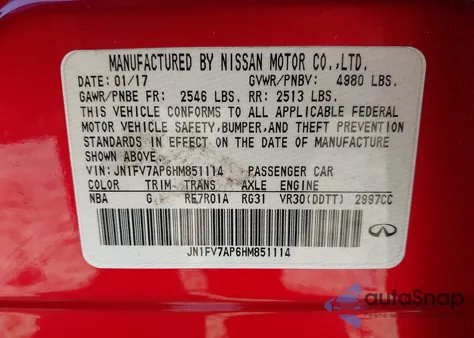 MANUFACTURED BY NISSAN MOTOR CO.,LTD.
DATE: 01/17 GVWR/PNBV: 4980 LBS.
GAWR/PNBE FR: 2546 LBS. RR: 2513 LBS.
THIS VEHICLE CONFORMS TO ALL APPLICABLE FEDERAL
MOTOR VEHICLE SAFETY, BUMPER, AND THEFT PREVENTION
STANDARDS IN EFFECT ON THE DATE OF MANUFACTURE
SHOWN ABOVE.
VIN: JN1FV7AP6HM851114 PASSENGER CAR
COLOR TRIM TRANS AXLE ENGINE
NBA G RE7R01A RG31 VR30(DDTT) 2997CC
JN1FV7AP6HM851114
INFINITI
autoSnap